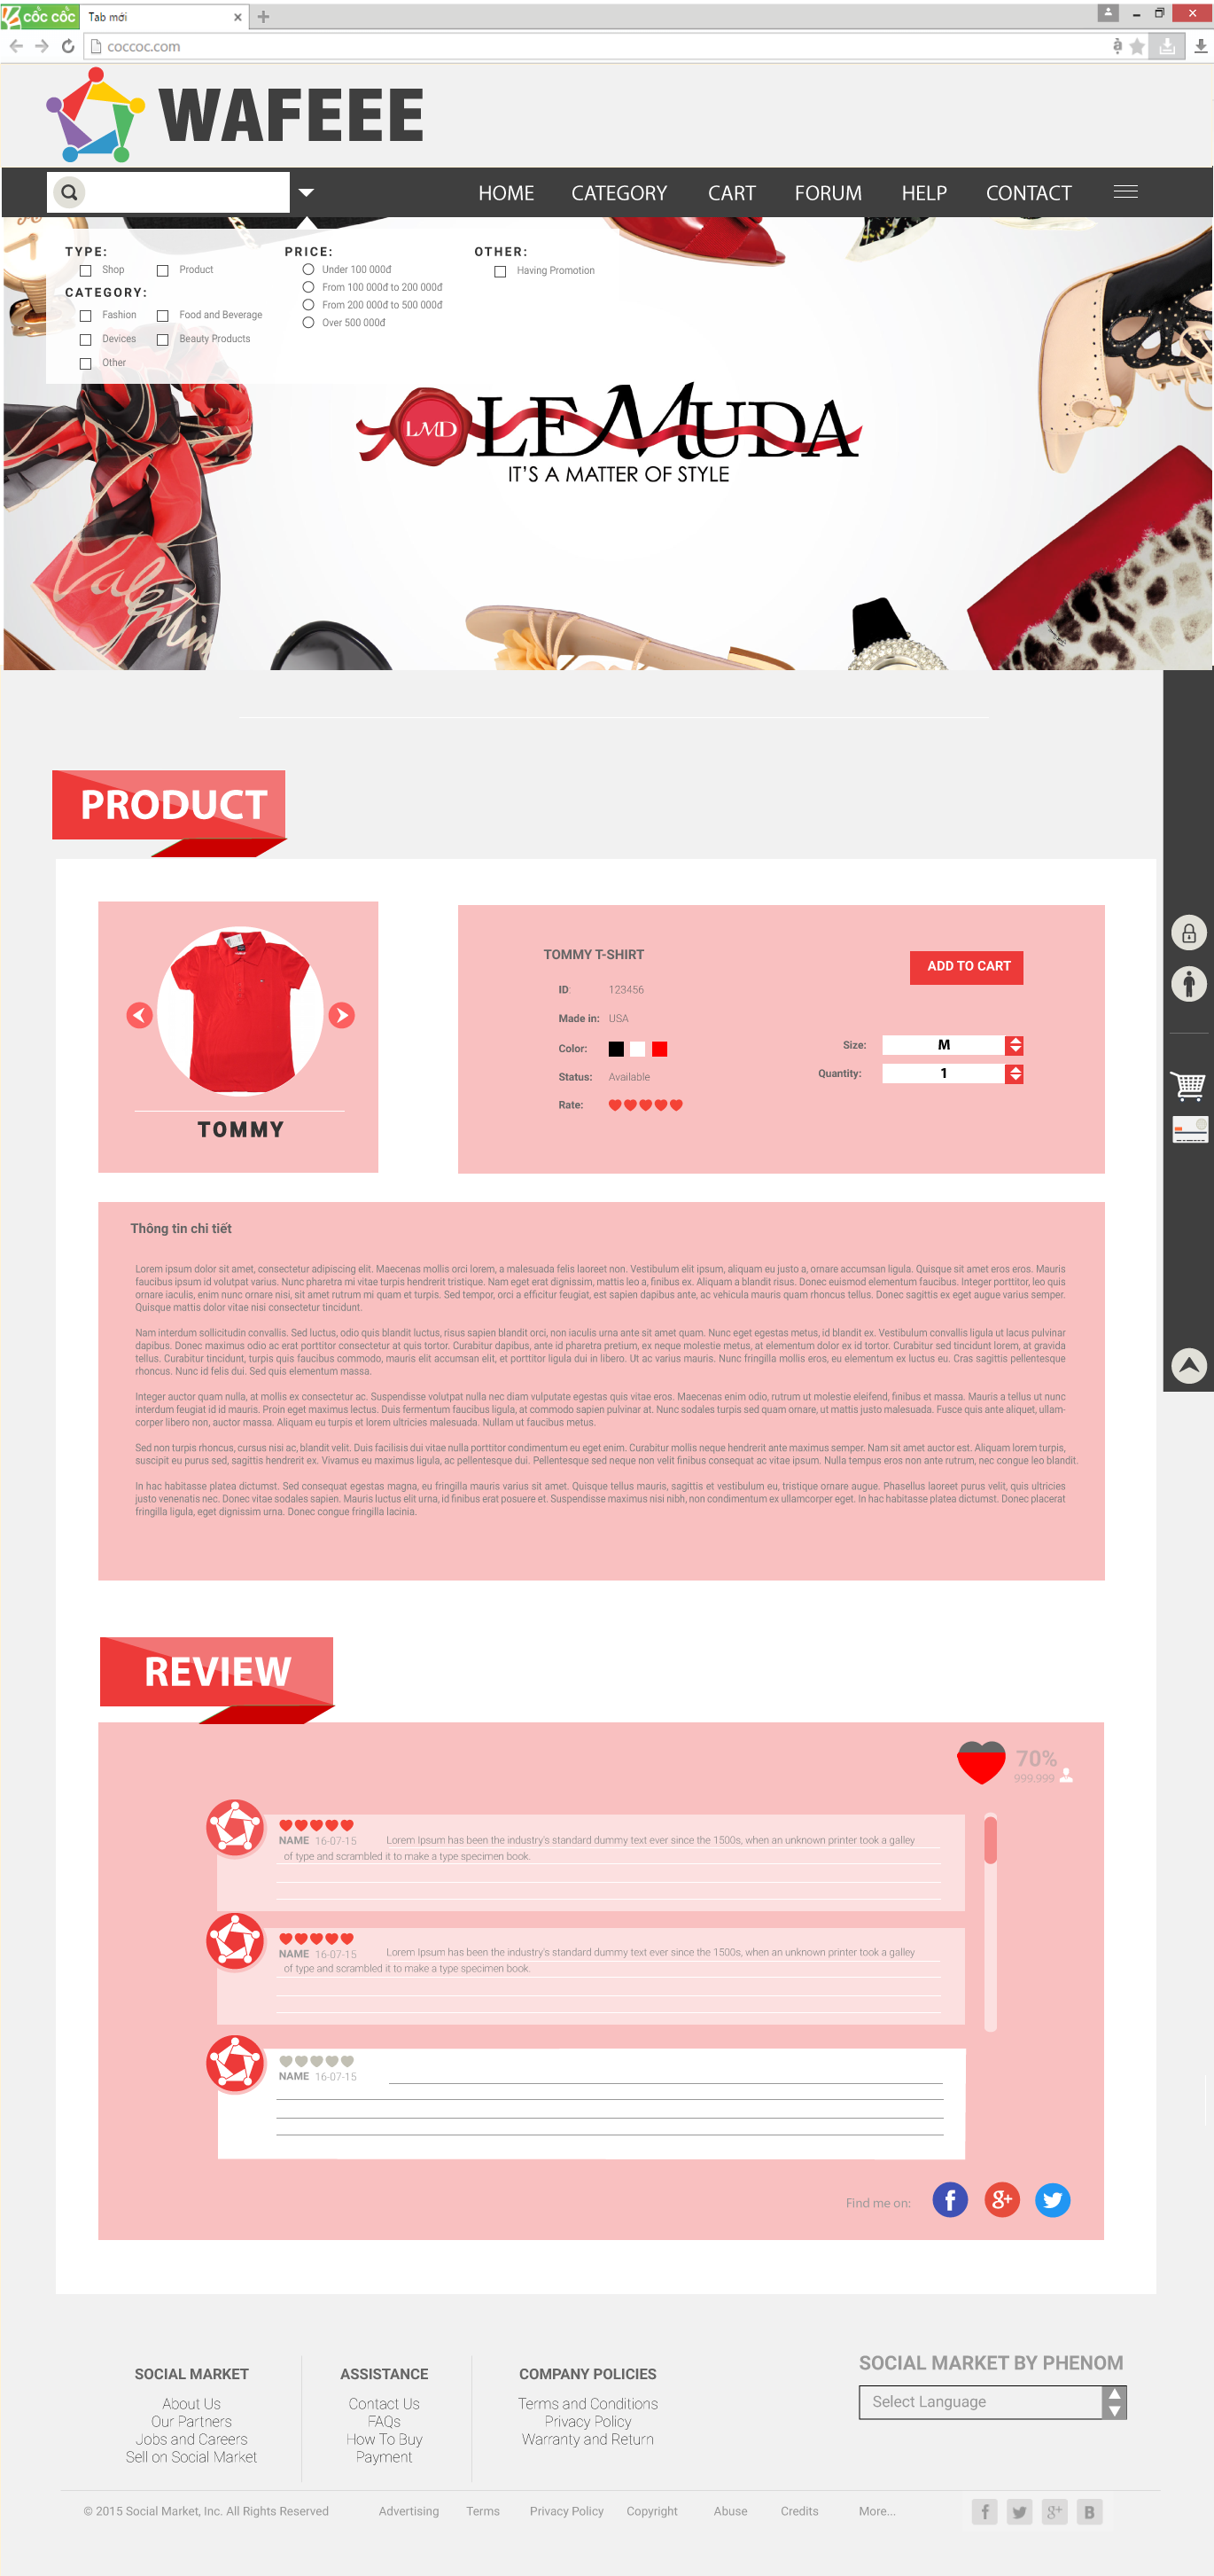 cốc cốc
Tab mới
coccoc.com
WAFEEE
HOME CATEGORY CART FORUM HELP CONTACT
TYPE:
Shop Product
CATEGORY:
Fashion Food and Beverage
Devices Beauty Products
Other
PRICE:
Under 100 000đ
From 100 000đ to 200 000đ
From 200 000đ to 500 000đ
Over 500 000đ
OTHER:
Having Promotion
LMD LEMUDA
IT'S A MATTER OF STYLE
PRODUCT
TOMMY
TOMMY T-SHIRT
ADD TO CART
ID: 123456
Made in: USA
Color:
Status: Available
Rate:
Size: M
Quantity: 1
Thông tin chi tiết
Lorem ipsum dolor sit amet, consectetur adipiscing elit. Maecenas mollis orci lorem, a malesuada felis laoreet non. Vestibulum elit ipsum, aliquam eu justo a, ornare accumsan ligula. Quisque sit amet eros eros. Mauris
faucibus ipsum id volutpat varius. Nunc pharetra mi vitae turpis hendrerit tristique. Nam eget erat dignissim, mattis leo a, finibus ex. Aliquam a blandit risus. Donec euismod elementum faucibus. Integer porttitor, leo quis
ornare iaculis, enim nunc ornare nisi, sit amet rutrum mi quam et turpis. Sed tempor, orci a efficitur feugiat, est sapien dapibus ante, ac vehicula mauris quam rhoncus tellus. Donec sagittis ex eget augue varius semper.
Quisque mattis dolor vitae nisi consectetur tincidunt.
Nam interdum sollicitudin convallis. Sed luctus, odio quis blandit luctus, risus sapien blandit orci, non iaculis urna ante sit amet quam. Nunc eget egestas metus, id blandit ex. Vestibulum convallis ligula ut lacus pulvinar
dapibus. Donec maximus odio ac erat porttitor consectetur at quis tortor. Curabitur dapibus, ante id pharetra pretium, ex neque molestie metus, at elementum dolor ex id tortor. Curabitur sed tincidunt lorem, at gravida
tellus. Curabitur tincidunt, turpis quis faucibus commodo, mauris elit accumsan elit, et porttitor ligula dui in libero. Ut ac varius mauris. Nunc fringilla mollis eros, eu elementum ex luctus eu. Cras sagittis pellentesque
rhoncus. Nunc id felis dui. Sed quis elementum massa.
Integer auctor quam nulla, at mollis ex consectetur ac. Suspendisse volutpat nulla nec diam vulputate egestas quis vitae eros. Maecenas enim odio, rutrum ut molestie eleifend, finibus et massa. Mauris a tellus ut nunc
interdum feugiat id id mauris. Proin eget maximus lectus. Duis fermentum faucibus ligula, at commodo sapien pulvinar at. Nunc sodales turpis sed quam ornare, ut mattis justo malesuada. Fusce quis ante aliquet, ullam-
corper libero non, auctor massa. Aliquam eu turpis et lorem ultricies malesuada. Nullam ut faucibus metus.
Sed non turpis rhoncus, cursus nisi ac, blandit velit. Duis facilisis dui vitae nulla porttitor condimentum eu eget enim. Curabitur mollis neque hendrerit ante maximus semper. Nam sit amet auctor est. Aliquam lorem turpis,
suscipit eu purus sed, sagittis hendrerit ex. Vivamus eu maximus ligula, ac pellentesque dui. Pellentesque sed neque non velit finibus consequat ac vitae ipsum. Nulla tempus eros non ante rutrum, nec congue leo blandit.
In hac habitasse platea dictumst. Sed consequat egestas magna, eu fringilla mauris varius sit amet. Quisque tellus mauris, sagittis et vestibulum eu, tristique ornare augue. Phasellus laoreet purus velit, quis ultricies
justo venenatis nec. Donec vitae sodales sapien. Mauris luctus elit urna, id finibus erat posuere et. Suspendisse maximus nisi nibh, non condimentum ex ullamcorper eget. In hac habitasse platea dictumst. Donec placerat
fringilla ligula, eget dignissim urna. Donec congue fringilla lacinia.
REVIEW
70%
999,999
NAME 16-07-15 Lorem Ipsum has been the industry's standard dummy text ever since the 1500s, when an unknown printer took a galley
of type and scrambled it to make a type specimen book.
NAME 16-07-15 Lorem Ipsum has been the industry's standard dummy text ever since the 1500s, when an unknown printer took a galley
of type and scrambled it to make a type specimen book.
NAME 16-07-15
Find me on: f g+
SOCIAL MARKET
About Us
Our Partners
Jobs and Careers
Sell on Social Market
ASSISTANCE
Contact Us
FAQs
How To Buy
Payment
COMPANY POLICIES
Terms and Conditions
Privacy Policy
Warranty and Return
SOCIAL MARKET BY PHENOM
Select Language
© 2015 Social Market, Inc. All Rights Reserved Advertising Terms Privacy Policy Copyright Abuse Credits More... f g+ B